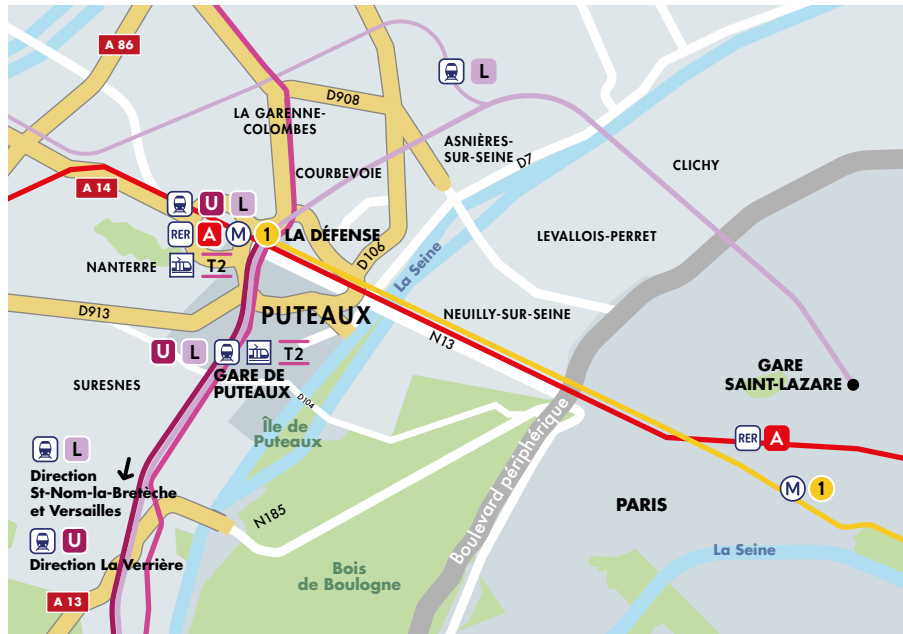 A 86
L
D908
LA GARENNE-
COLOMBES
ASNIÈRES-
SUR-SEINE
D7
CLICHY
COURBEVOIE
A 14
U L
RER A M 1 LA DÉFENSE
LEVALLOIS-PERRET
D106
La Seine
NANTERRE
T2
D913
PUTEAUX
NEUILLY-SUR-SEINE
N13
U L
T2
GARE DE
PUTEAUX
SURESNES
D104
GARE
SAINT-LAZARE
Île de
Puteaux
Boulevard périphérique
RER A
L
Direction
St-Nom-la-Bretèche
et Versailles
M 1
PARIS
N185
U
Direction La Verrière
La Seine
Bois
de Boulogne
A 13